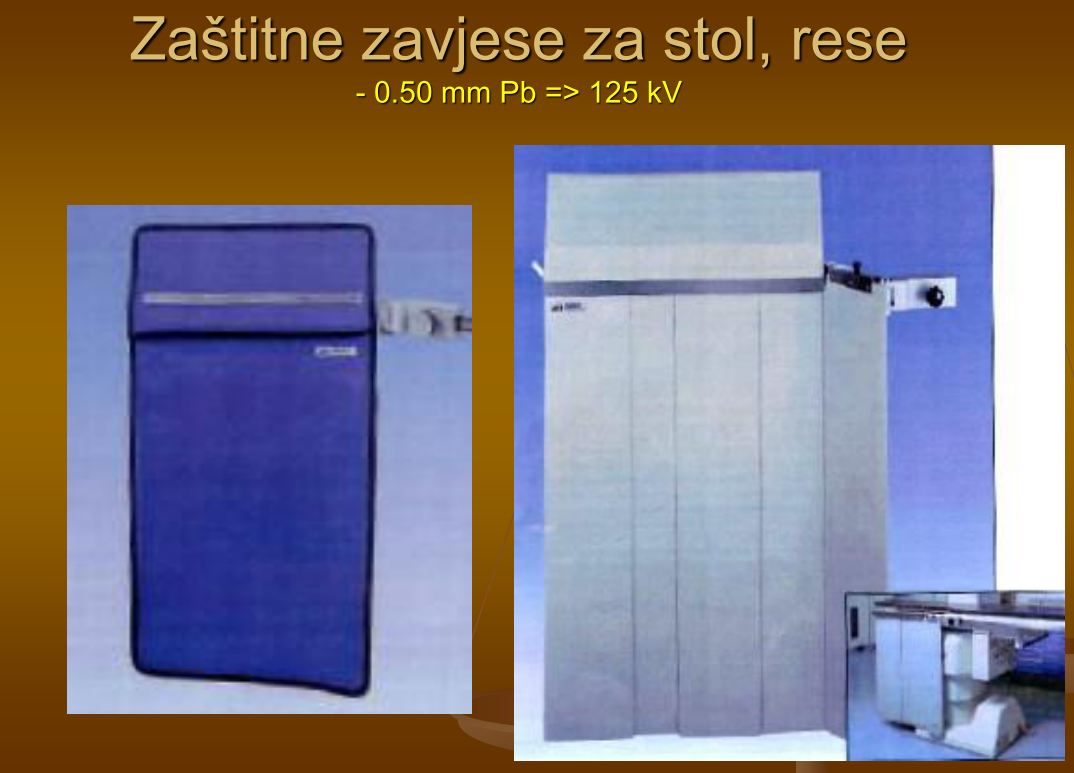 Zaštitne zavjese za stol, rese
- 0.50 mm Pb => 125 kV